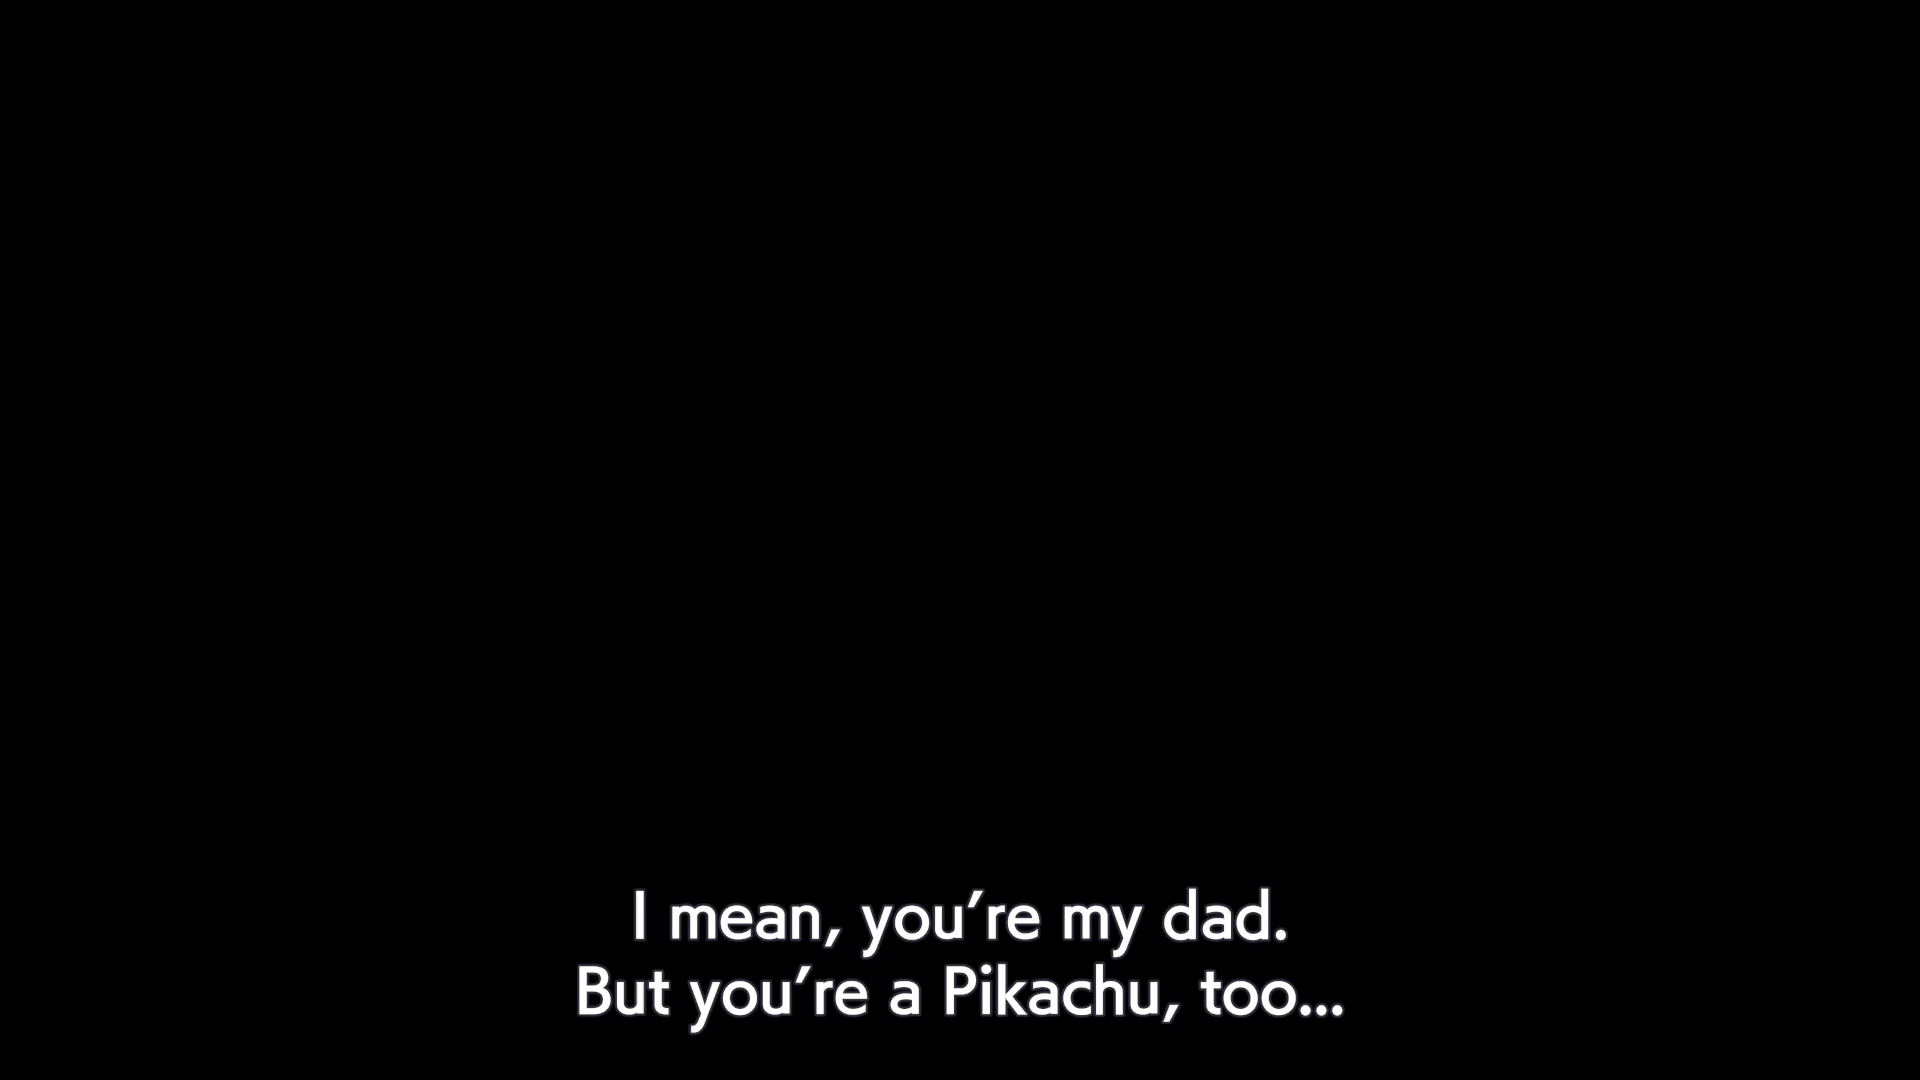 I mean, you’re my dad.
But you’re a Pikachu, too...